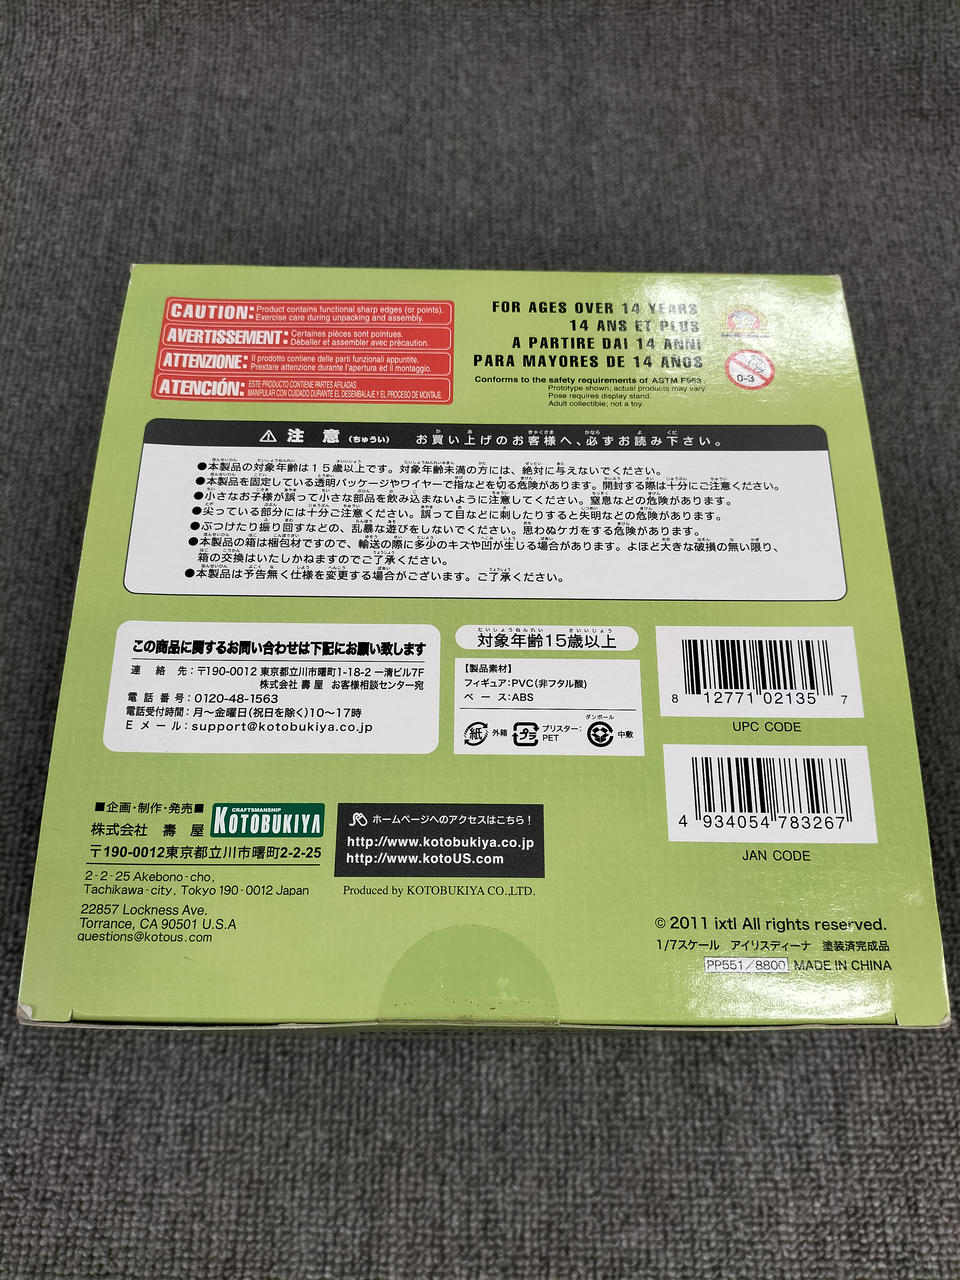 CAUTION: Product contains functional sharp edges (or points).
Exercise care during unpacking and assembly.
AVERTISSEMENT: Certaines pièces sont pointues.
Déballer et assembler avec précaution.
ATTENZIONE: Il prodotto contiene delle parti funzionali appuntite.
Prestare attenzione durante l'apertura ed il montaggio.
ATENCIÓN: ESTE PRODUCTO CONTIENE PARTES AFILADAS.
MANIPULAR CON CUIDADO DURANTE EL DESEMBALAJE Y EL PROCESO DE MONTAJE.
FOR AGES OVER 14 YEARS
14 ANS ET PLUS
A PARTIRE DAI 14 ANNI
PARA MAYORES DE 14 AÑOS
Conforms to the safety requirements of ASTM F963.
Prototype shown; actual products may vary
Pose requires display stand.
Adult collectible; not a toy.
0-3
注意(ちゅうい) お買い上げのお客様へ、必ずお読み下さい。
●本製品の対象年齢は15歳以上です。対象年齢未満の方には、絶対に与えないでください。
●本製品を固定している透明パッケージやワイヤーで指などを切る危険があります。開封する際は十分にご注意ください。
●小さなお子様が誤って小さな部品を飲み込まないように注意してください。窒息などの危険があります。
●尖っている部分には十分ご注意ください。誤って目などに刺したりすると失明などの危険があります。
●ぶつけたり振り回すなどの、乱暴な遊びをしないでください。思わぬケガをする危険があります。
●本製品の箱は梱包材ですので、輸送の際に多少のキズや凹が生じる場合があります。よほど大きな破損の無い限り、
箱の交換はいたしかねますのでご了承ください。
●本製品は予告無く仕様を変更する場合がございます。ご了承ください。
この商品に関するお問い合わせは下記にお願い致します
連絡先:〒190-0012 東京都立川市曙町1-18-2 一清ビル7F
株式会社 壽屋 お客様相談センター宛
電話番号:0120-48-1563
電話受付時間:月〜金曜日(祝日を除く)10〜17時
Eメール:support@kotobukiya.co.jp
対象年齢15歳以上
【製品素材】
フィギュア:PVC(非フタル酸)
ベース:ABS
紙 外箱 プラ ブリスター:PET ダンボール 中敷
8 12771 02135 7
UPC CODE
4 934054 783267
JAN CODE
■企画・制作・発売■
株式会社 壽屋
CRAFTSMANSHIP
KOTOBUKIYA
〒190-0012東京都立川市曙町2-2-25
2-2-25 Akebono-cho,
Tachikawa-city, Tokyo 190-0012 Japan
22857 Lockness Ave.
Torrance, CA 90501 U.S.A
questions@kotous.com
ホームページへのアクセスはこちら!
http://www.kotobukiya.co.jp
http://www.kotoUS.com
Produced by KOTOBUKIYA CO.,LTD.
© 2011 ixtl All rights reserved.
1/7スケール アイリスディーナ 塗装済完成品
PP551/8800 MADE IN CHINA